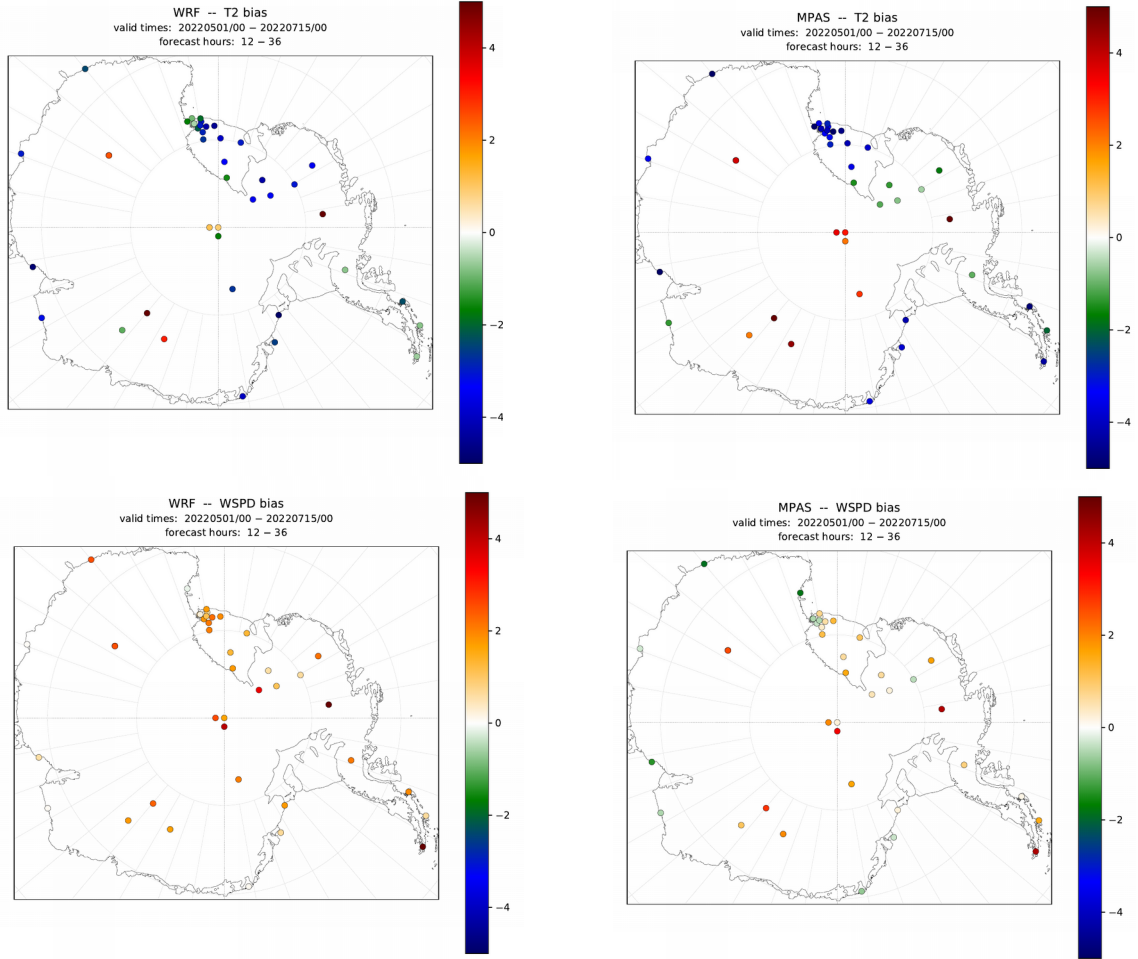 WRF -- T2 bias
valid times: 20220501/00 − 20220715/00
forecast hours: 12 − 36
4
2
0
−2
−4
MPAS -- T2 bias
valid times: 20220501/00 − 20220715/00
forecast hours: 12 − 36
4
2
0
−2
−4
WRF -- WSPD bias
valid times: 20220501/00 − 20220715/00
forecast hours: 12 − 36
4
2
0
−2
−4
MPAS -- WSPD bias
valid times: 20220501/00 − 20220715/00
forecast hours: 12 − 36
4
2
0
−2
−4